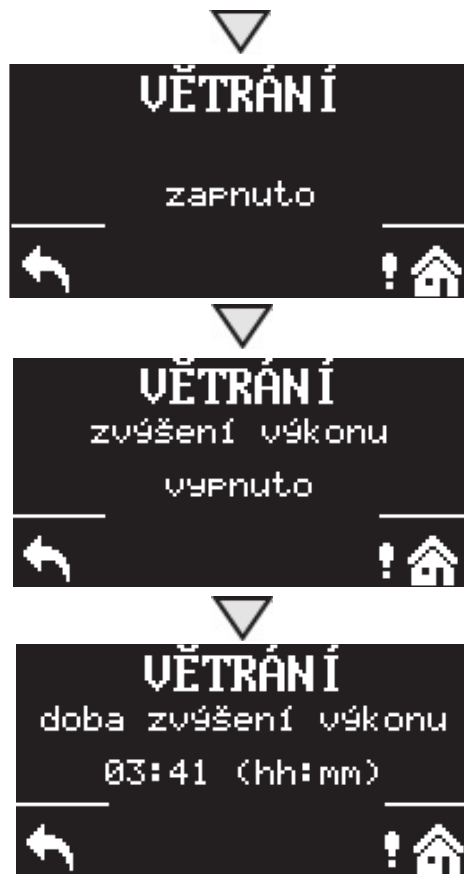 VĚTRÁNÍ
zapnuto
!
VĚTRÁNÍ
zvýšení výkonu
vypnuto
!
VĚTRÁNÍ
doba zvýšení výkonu
03:41 (hh:mm)
!